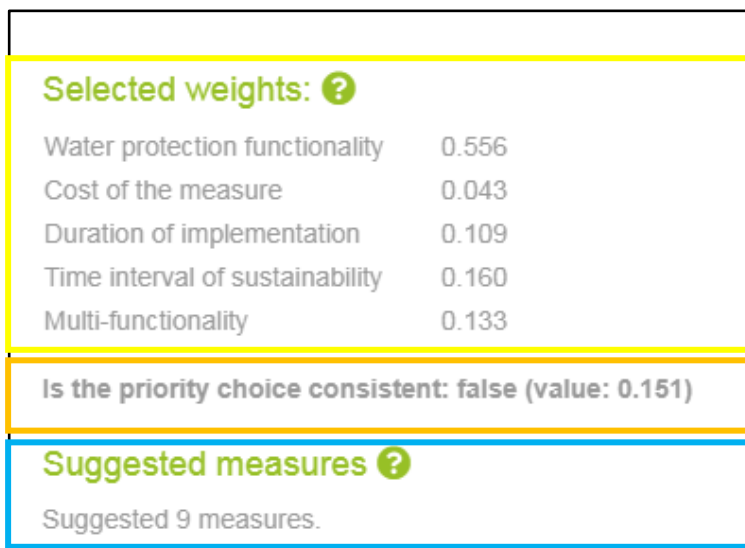 Selected weights: ?
Water protection functionality 0.556
Cost of the measure 0.043
Duration of implementation 0.109
Time interval of sustainability 0.160
Multi-functionality 0.133
Is the priority choice consistent: false (value: 0.151)
Suggested measures ?
Suggested 9 measures.